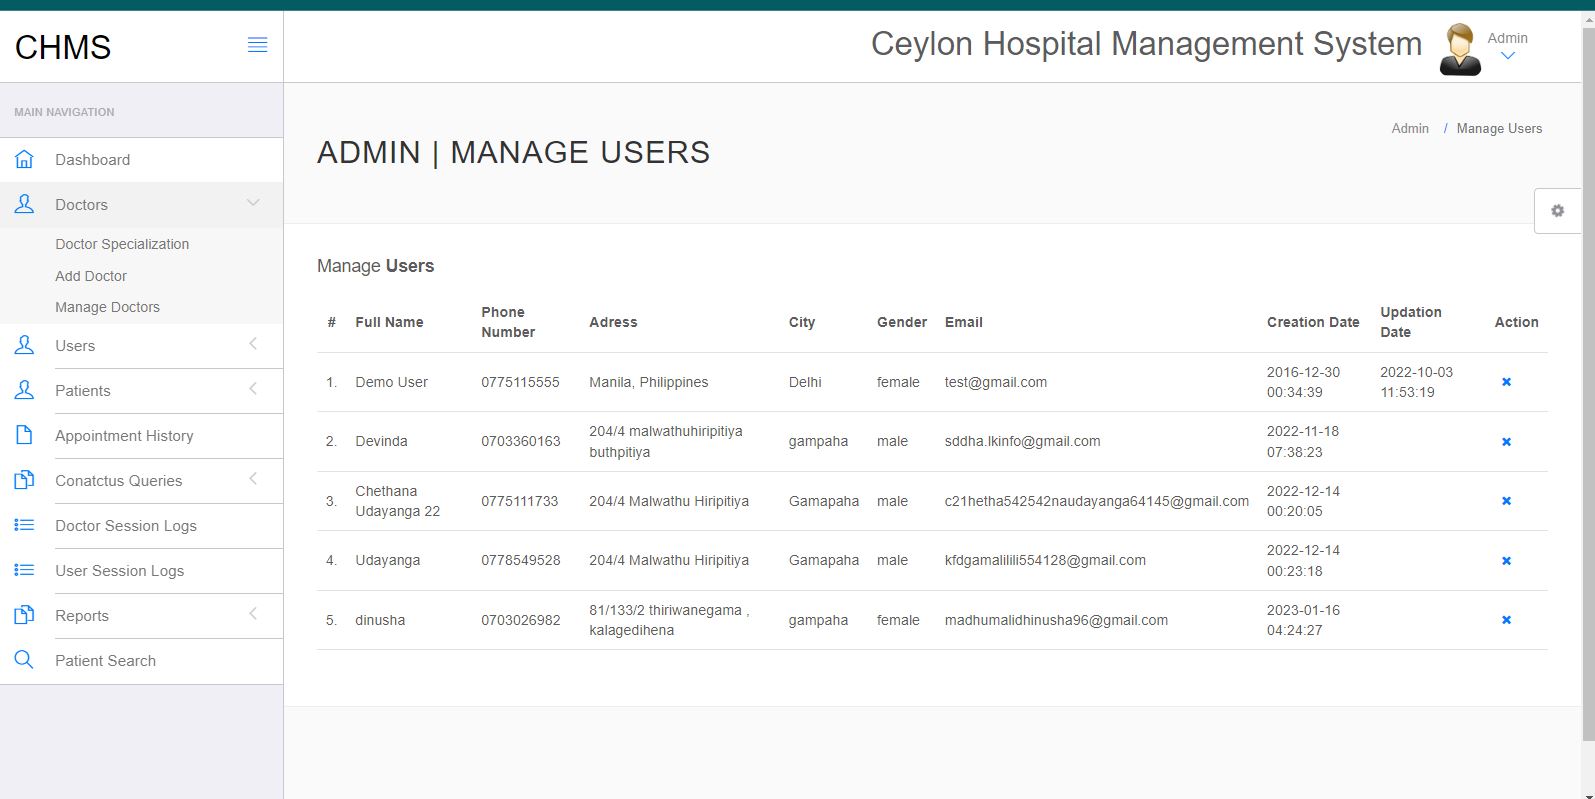 CHMS
Ceylon Hospital Management System
Admin
MAIN NAVIGATION
Dashboard
Doctors
Doctor Specialization
Add Doctor
Manage Doctors
Users
Patients
Appointment History
Conatctus Queries
Doctor Session Logs
User Session Logs
Reports
Patient Search
ADMIN | MANAGE USERS
Admin / Manage Users
Manage Users
# Full Name Phone Number Adress City Gender Email Creation Date Updation Date Action
1. Demo User 0775115555 Manila, Philippines Delhi female test@gmail.com 2016-12-30 00:34:39 2022-10-03 11:53:19
2. Devinda 0703360163 204/4 malwathuhiripitiya buthpitiya gampaha male sddha.lkinfo@gmail.com 2022-11-18 07:38:23
3. Chethana Udayanga 22 0775111733 204/4 Malwathu Hiripitiya Gamapaha male c21hetha542542naudayanga64145@gmail.com 2022-12-14 00:20:05
4. Udayanga 0778549528 204/4 Malwathu Hiripitiya Gamapaha male kfdgamalilili554128@gmail.com 2022-12-14 00:23:18
5. dinusha 0703026982 81/133/2 thiriwanegama , kalagedihena gampaha female madhumalidhinusha96@gmail.com 2023-01-16 04:24:27